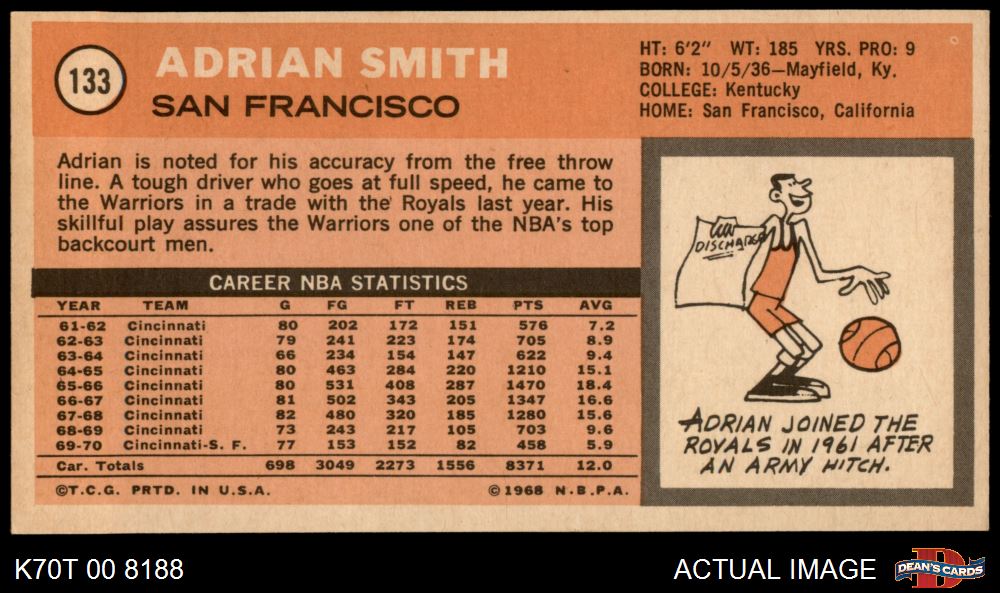 133
ADRIAN SMITH
SAN FRANCISCO
HT: 6'2" WT: 185 YRS. PRO: 9
BORN: 10/5/36—Mayfield, Ky.
COLLEGE: Kentucky
HOME: San Francisco, California
Adrian is noted for his accuracy from the free throw
line. A tough driver who goes at full speed, he came to
the Warriors in a trade with the Royals last year. His
skillful play assures the Warriors one of the NBA's top
backcourt men.
CAREER NBA STATISTICS
YEAR TEAM G FG FT REB PTS AVG
61-62 Cincinnati 80 202 172 151 576 7.2
62-63 Cincinnati 79 241 223 174 705 8.9
63-64 Cincinnati 66 234 154 147 622 9.4
64-65 Cincinnati 80 463 284 220 1210 15.1
65-66 Cincinnati 80 531 408 287 1470 18.4
66-67 Cincinnati 81 502 343 205 1347 16.6
67-68 Cincinnati 82 480 320 185 1280 15.6
68-69 Cincinnati 73 243 217 105 703 9.6
69-70 Cincinnati-S. F. 77 153 152 82 458 5.9
Car. Totals 698 3049 2273 1556 8371 12.0
©T.C.G. PRTD. IN U.S.A. ©1968 N.B.P.A.
DISCHARGE
ADRIAN JOINED THE
ROYALS IN 1961 AFTER
AN ARMY HITCH.
K70T 00 8188
ACTUAL IMAGE
D
DEAN'S CARDS